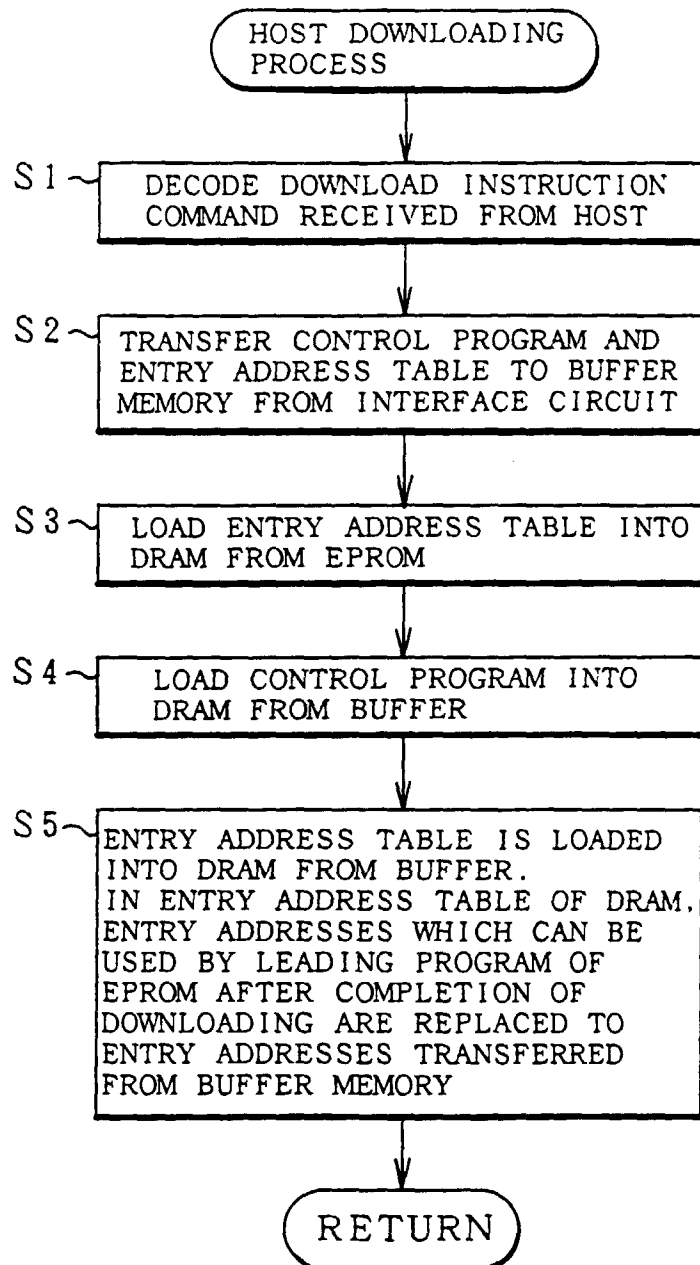 HOST DOWNLOADING
PROCESS
S1
DECODE DOWNLOAD INSTRUCTION
COMMAND RECEIVED FROM HOST
S2
TRANSFER CONTROL PROGRAM AND
ENTRY ADDRESS TABLE TO BUFFER
MEMORY FROM INTERFACE CIRCUIT
S3
LOAD ENTRY ADDRESS TABLE INTO
DRAM FROM EPROM
S4
LOAD CONTROL PROGRAM INTO
DRAM FROM BUFFER
S5
ENTRY ADDRESS TABLE IS LOADED
INTO DRAM FROM BUFFER.
IN ENTRY ADDRESS TABLE OF DRAM,
ENTRY ADDRESSES WHICH CAN BE
USED BY LEADING PROGRAM OF
EPROM AFTER COMPLETION OF
DOWNLOADING ARE REPLACED TO
ENTRY ADDRESSES TRANSFERRED
FROM BUFFER MEMORY
RETURN